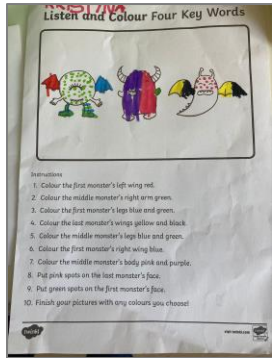 KRISTINA
Listen and Colour Four Key Words
Instructions
1. Colour the first monster's left wing red.
2. Colour the middle monster's right arm green.
3. Colour the first monster's legs blue and green.
4. Colour the last monster's wings yellow and black.
5. Colour the middle monster's legs blue and green.
6. Colour the first monster's right wing blue.
7. Colour the middle monster's body pink and purple.
8. Put pink spots on the last monster's face.
9. Put green spots on the first monster's face.
10. Finish your pictures with any colours you choose!
twinkl
visit twinkl.com